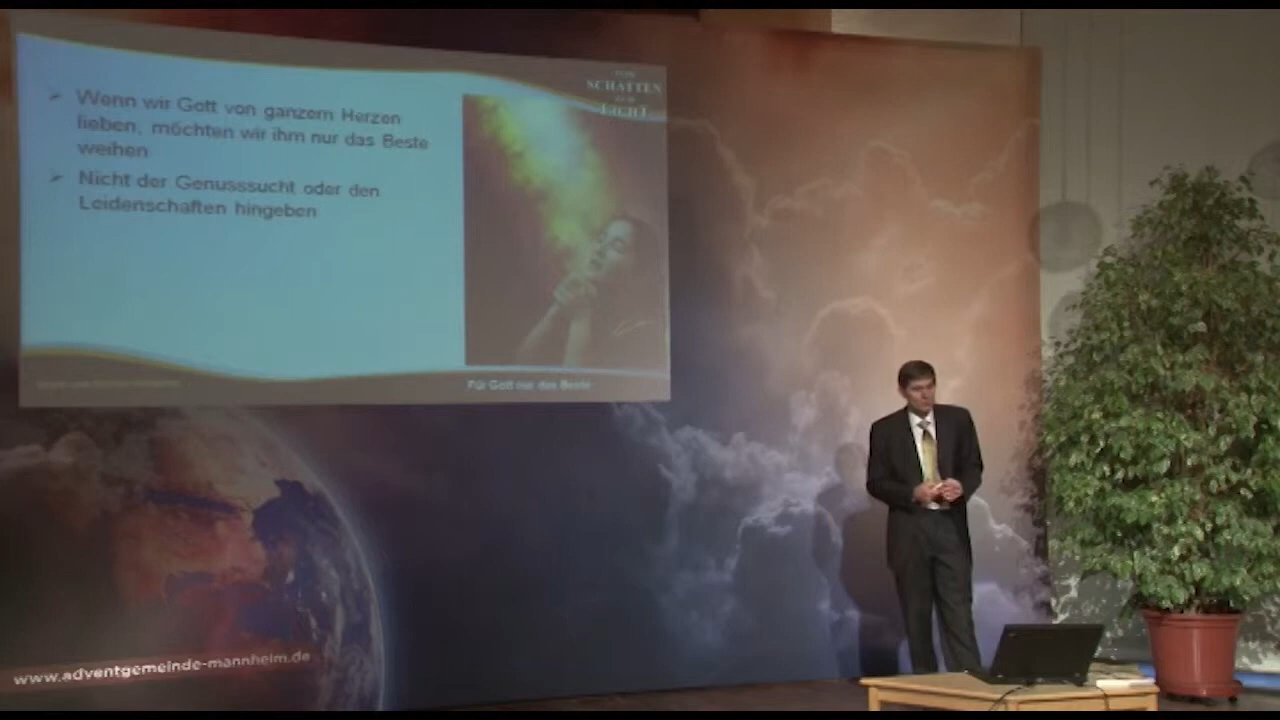 Wenn wir Gott von ganzem Herzen
lieben, möchten wir ihm nur das Beste
weihen
Nicht der Genusssucht oder den
Leidenschaften hingeben
SCHATTEN
LICHT
Für Gott nur das Beste
www.adventgemeinde-mannheim.de